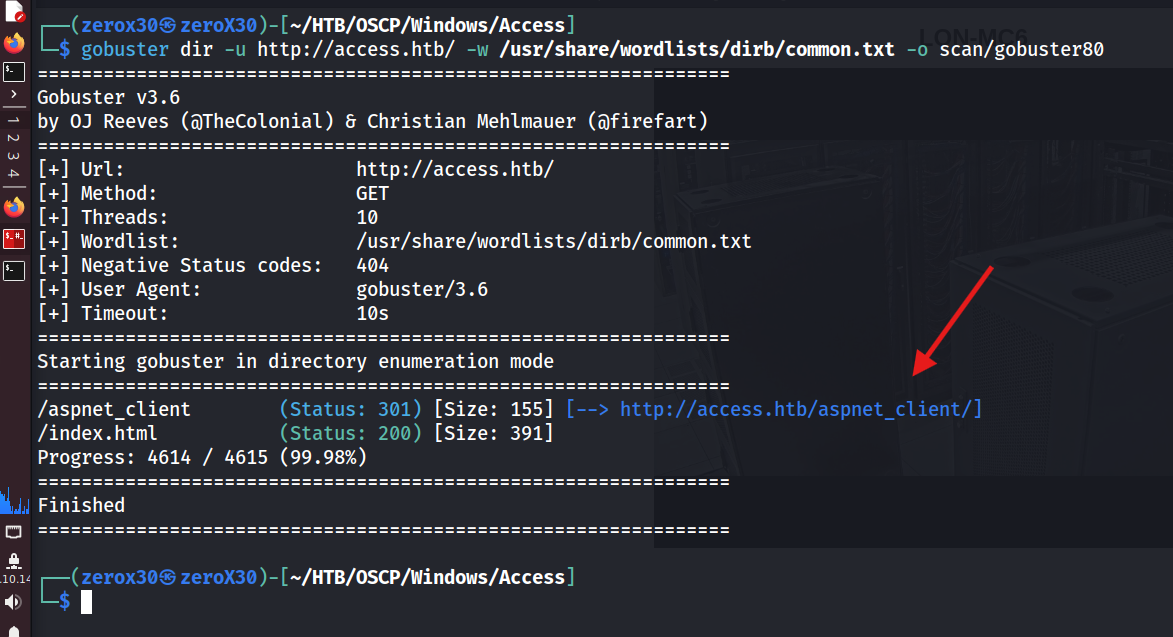 LON-MC6
┌──(zerox30㉿zeroX30)-[~/HTB/OSCP/Windows/Access]
└─$ gobuster dir -u http://access.htb/ -w /usr/share/wordlists/dirb/common.txt -o scan/gobuster80
===============================================================
Gobuster v3.6
by OJ Reeves (@TheColonial) & Christian Mehlmauer (@firefart)
===============================================================
[+] Url:                     http://access.htb/
[+] Method:                  GET
[+] Threads:                 10
[+] Wordlist:                /usr/share/wordlists/dirb/common.txt
[+] Negative Status codes:   404
[+] User Agent:              gobuster/3.6
[+] Timeout:                 10s
===============================================================
Starting gobuster in directory enumeration mode
===============================================================
/aspnet_client        (Status: 301) [Size: 155] [--> http://access.htb/aspnet_client/]
/index.html           (Status: 200) [Size: 391]
Progress: 4614 / 4615 (99.98%)
===============================================================
Finished
===============================================================
┌──(zerox30㉿zeroX30)-[~/HTB/OSCP/Windows/Access]
└─$
1
2
3
4
.10.14